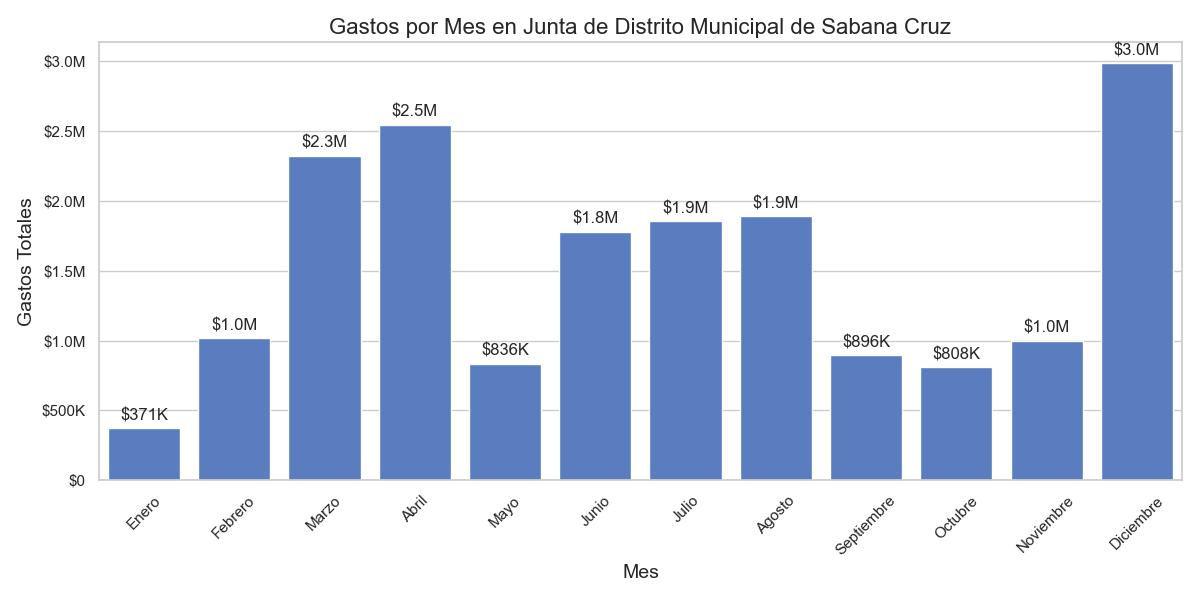 Gastos por Mes en Junta de Distrito Municipal de Sabana Cruz
Gastos Totales
$3.0M
$2.5M
$2.0M
$1.5M
$1.0M
$500K
$0
$371K
$1.0M
$2.3M
$2.5M
$836K
$1.8M
$1.9M
$1.9M
$896K
$808K
$1.0M
$3.0M
Enero
Febrero
Marzo
Abril
Mayo
Junio
Julio
Agosto
Septiembre
Octubre
Noviembre
Diciembre
Mes